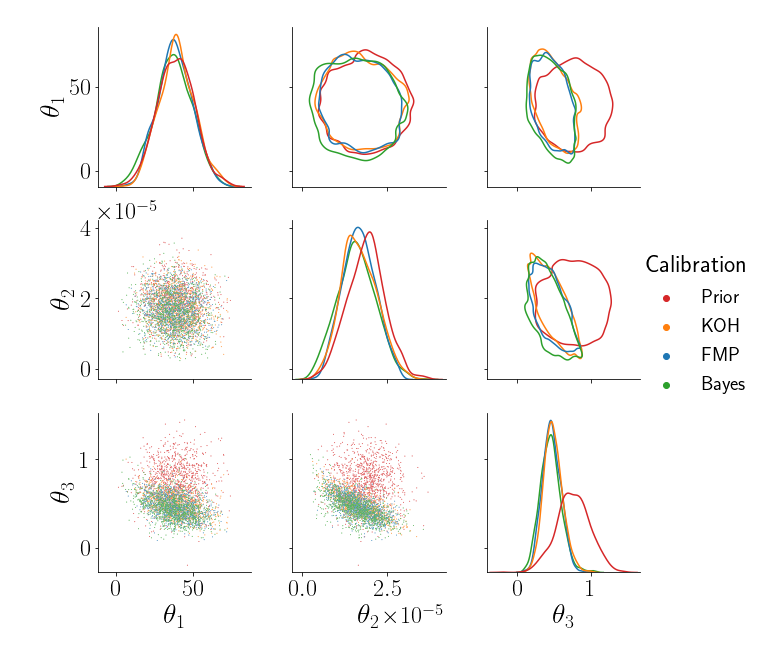 θ₁
50
0
×10⁻⁵
θ₂
4
2
0
Calibration
Prior
KOH
FMP
Bayes
θ₃
1
0
0 50
0.0 2.5
0 1
θ₁
θ₂×10⁻⁵
θ₃